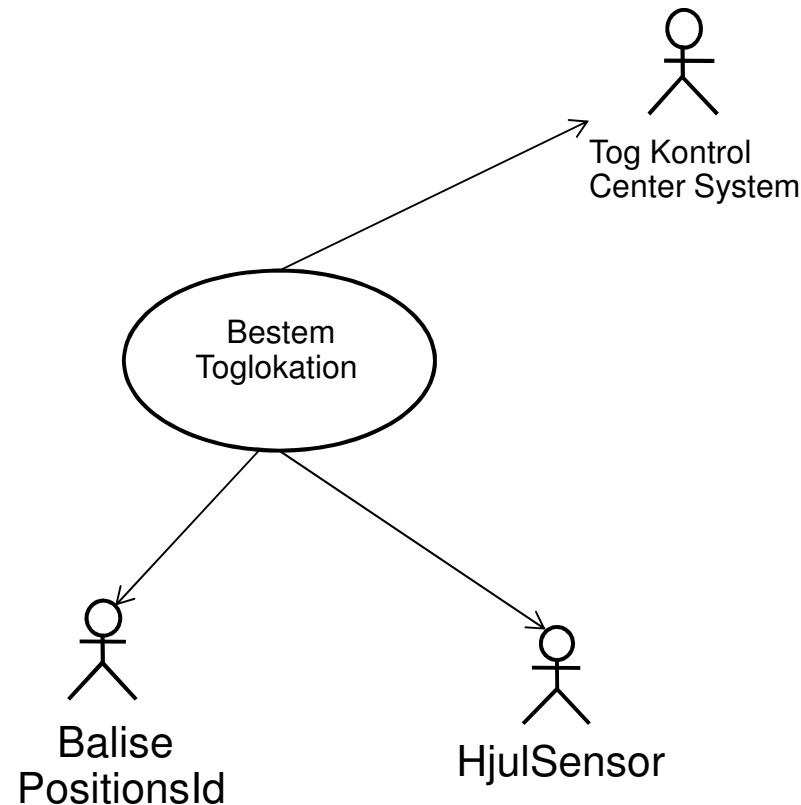 Tog Kontrol
Center System
Bestem
Toglokation
Balise
PositionsId
HjulSensor